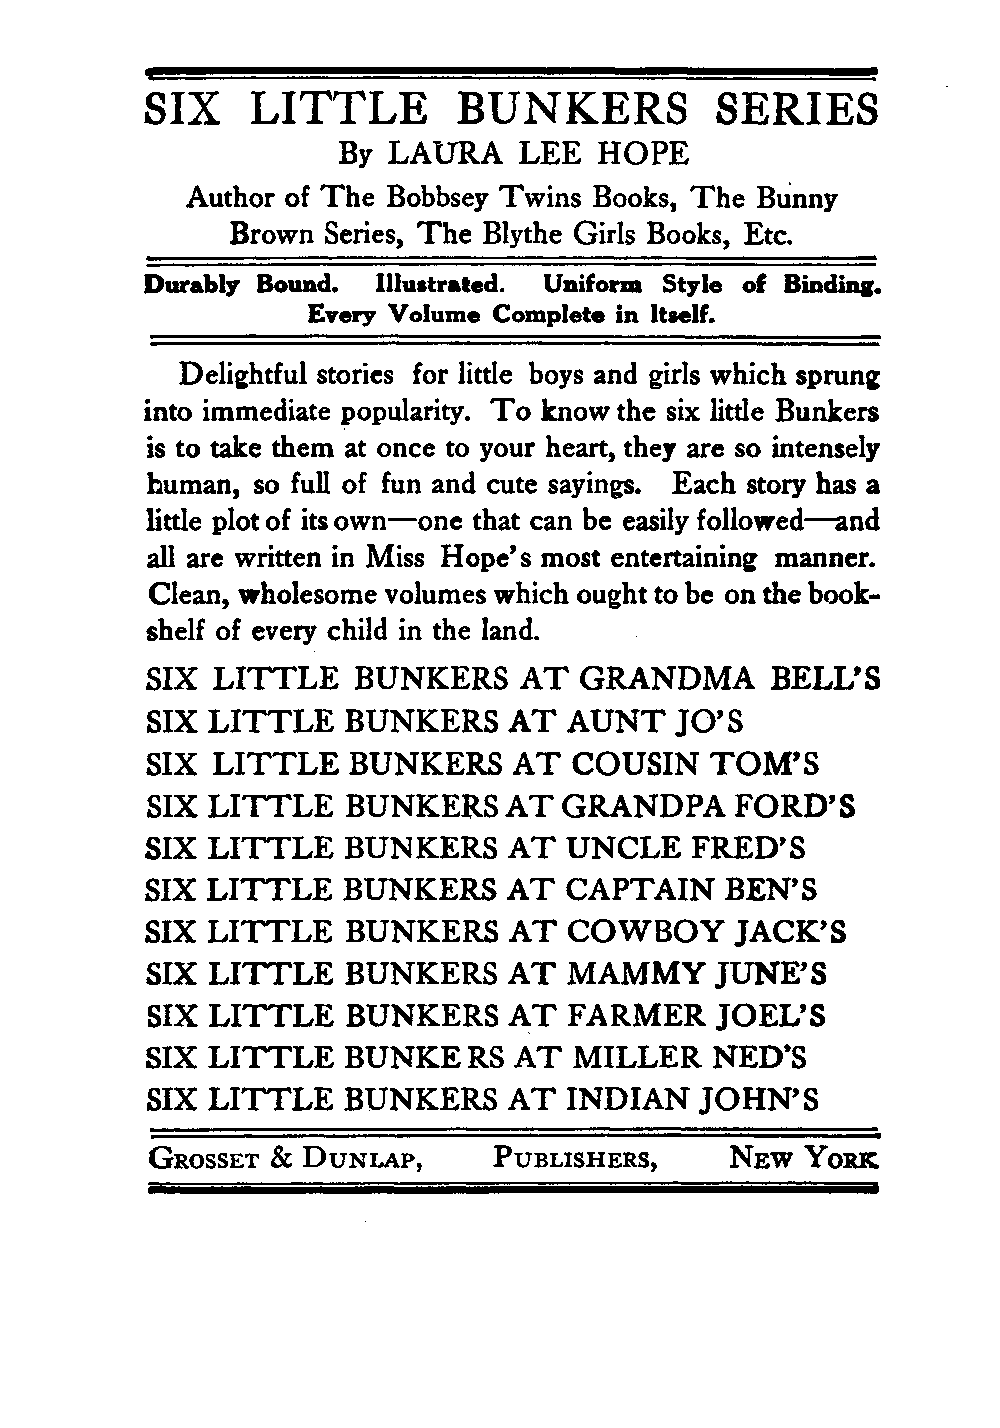 SIX LITTLE BUNKERS SERIES
By LAURA LEE HOPE
Author of The Bobbsey Twins Books, The Bunny
Brown Series, The Blythe Girls Books, Etc.
Durably Bound. Illustrated. Uniform Style of Binding.
Every Volume Complete in Itself.
Delightful stories for little boys and girls which sprung
into immediate popularity. To know the six little Bunkers
is to take them at once to your heart, they are so intensely
human, so full of fun and cute sayings. Each story has a
little plot of its own—one that can be easily followed—and
all are written in Miss Hope's most entertaining manner.
Clean, wholesome volumes which ought to be on the book-
shelf of every child in the land.
SIX LITTLE BUNKERS AT GRANDMA BELL'S
SIX LITTLE BUNKERS AT AUNT JO'S
SIX LITTLE BUNKERS AT COUSIN TOM'S
SIX LITTLE BUNKERS AT GRANDPA FORD'S
SIX LITTLE BUNKERS AT UNCLE FRED'S
SIX LITTLE BUNKERS AT CAPTAIN BEN'S
SIX LITTLE BUNKERS AT COWBOY JACK'S
SIX LITTLE BUNKERS AT MAMMY JUNE'S
SIX LITTLE BUNKERS AT FARMER JOEL'S
SIX LITTLE BUNKERS AT MILLER NED'S
SIX LITTLE BUNKERS AT INDIAN JOHN'S
GROSSET & DUNLAP, PUBLISHERS, NEW YORK